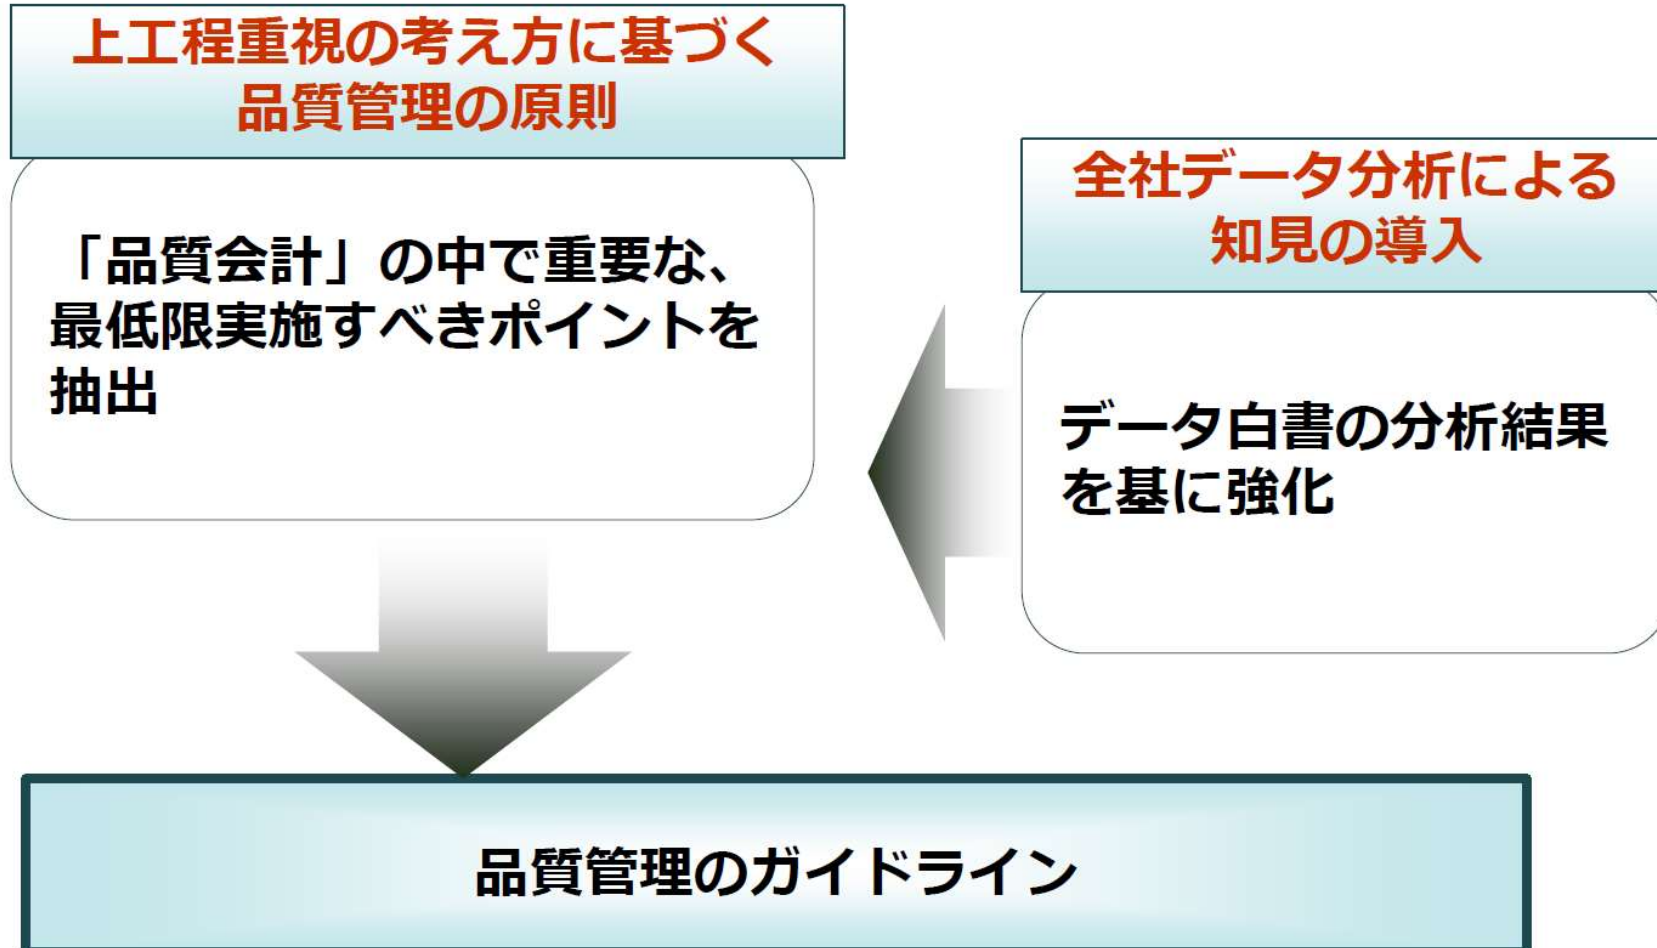 上工程重視の考え方に基づく
品質管理の原則
「品質会計」の中で重要な、
最低限実施すべきポイントを
抽出
全社データ分析による
知見の導入
データ白書の分析結果
を基に強化
品質管理のガイドライン